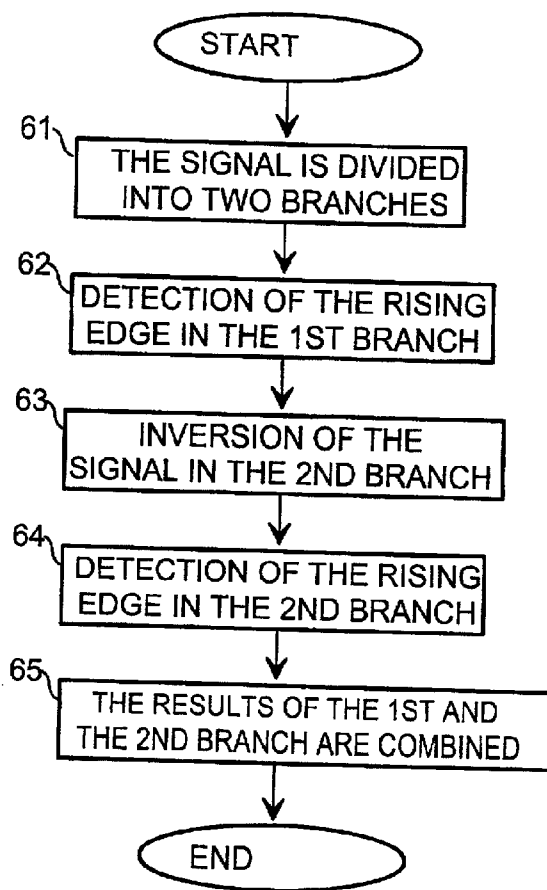 START
61
THE SIGNAL IS DIVIDED
INTO TWO BRANCHES
62
DETECTION OF THE RISING
EDGE IN THE 1ST BRANCH
63
INVERSION OF THE
SIGNAL IN THE 2ND BRANCH
64
DETECTION OF THE RISING
EDGE IN THE 2ND BRANCH
65
THE RESULTS OF THE 1ST AND
THE 2ND BRANCH ARE COMBINED
END